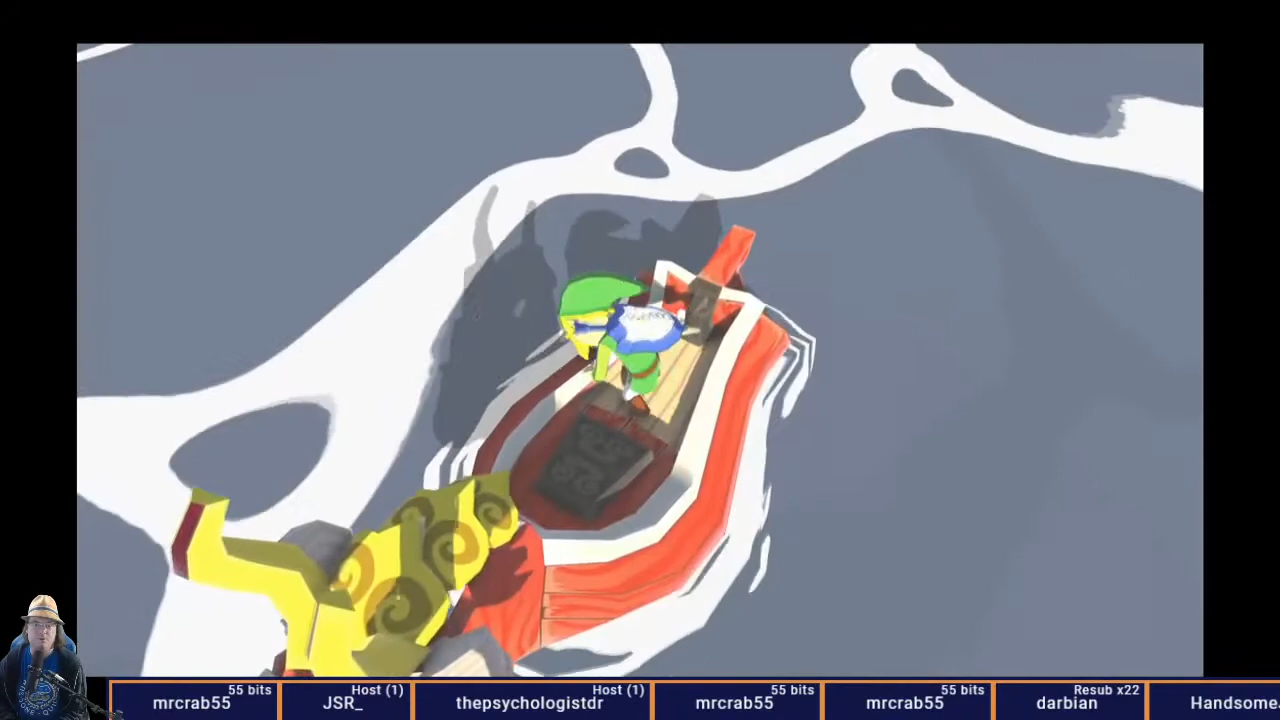 55 bits
mrcrab55
Host (1)
JSR_
Host (1)
thepsychologistdr
55 bits
mrcrab55
55 bits
mrcrab55
Resub x22
darbian
Handsome